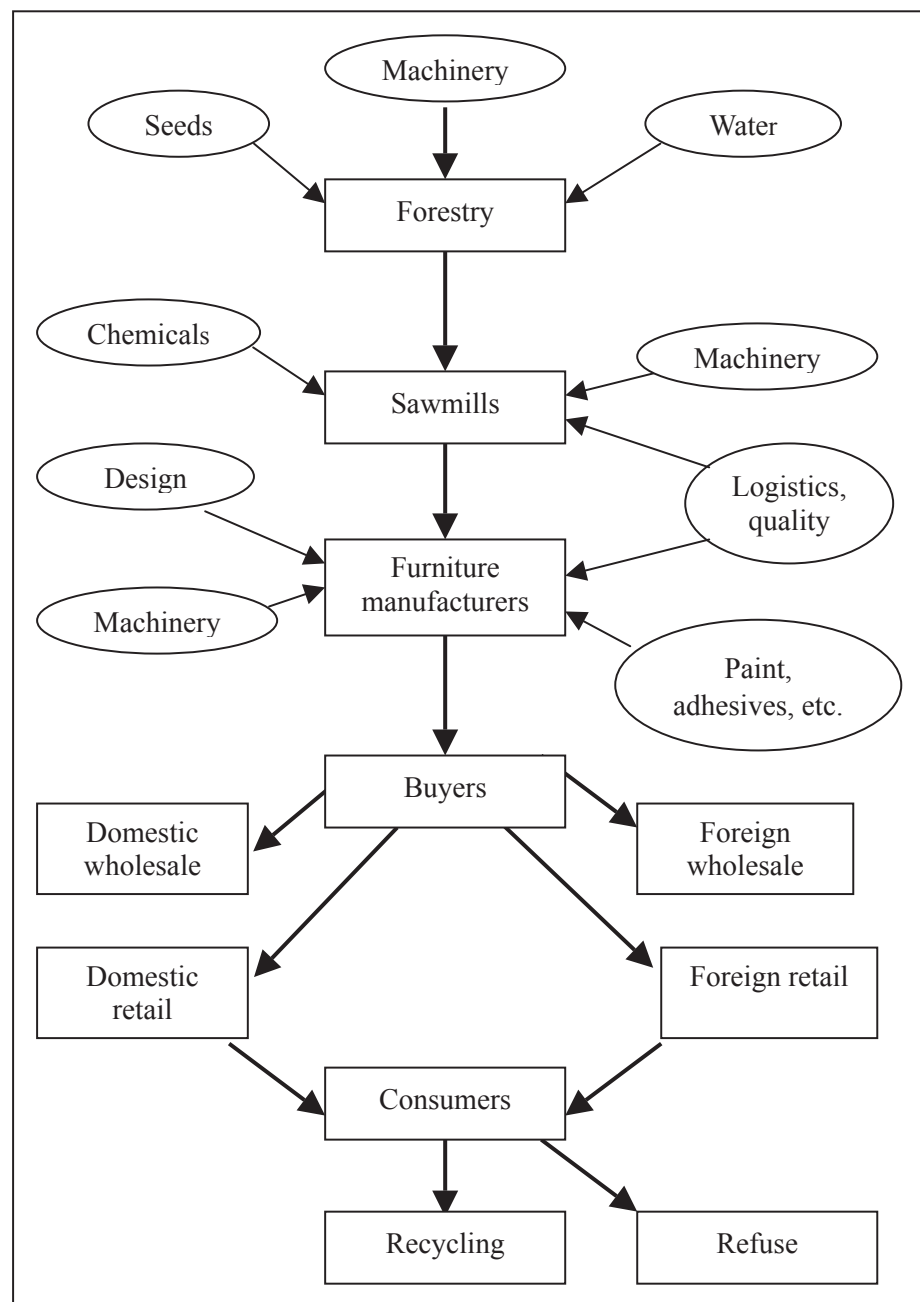 Machinery
Seeds
Water
Forestry
Chemicals
Machinery
Sawmills
Design
Logistics,
quality
Furniture
manufacturers
Machinery
Paint,
adhesives, etc.
Buyers
Domestic
wholesale
Foreign
wholesale
Domestic
retail
Foreign retail
Consumers
Recycling
Refuse